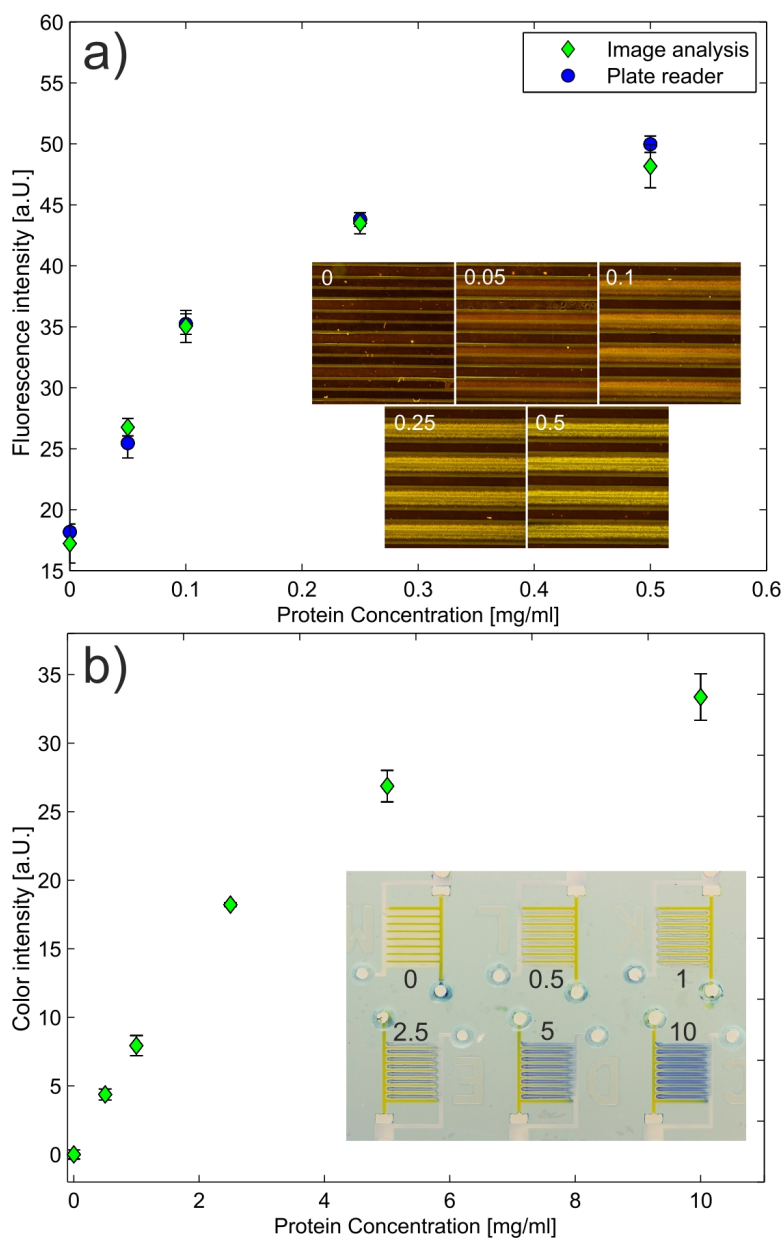 a)
Image analysis
Plate reader
Fluorescence intensity [a.U.]
60
55
50
45
40
35
30
25
20
15
0 0.05 0.1
0.25 0.5
0 0.1 0.2 0.3 0.4 0.5 0.6
Protein Concentration [mg/ml]
b)
Color intensity [a.U.]
35
30
25
20
15
10
5
0
0 0.5 1
2.5 5 10
0 2 4 6 8 10
Protein Concentration [mg/ml]